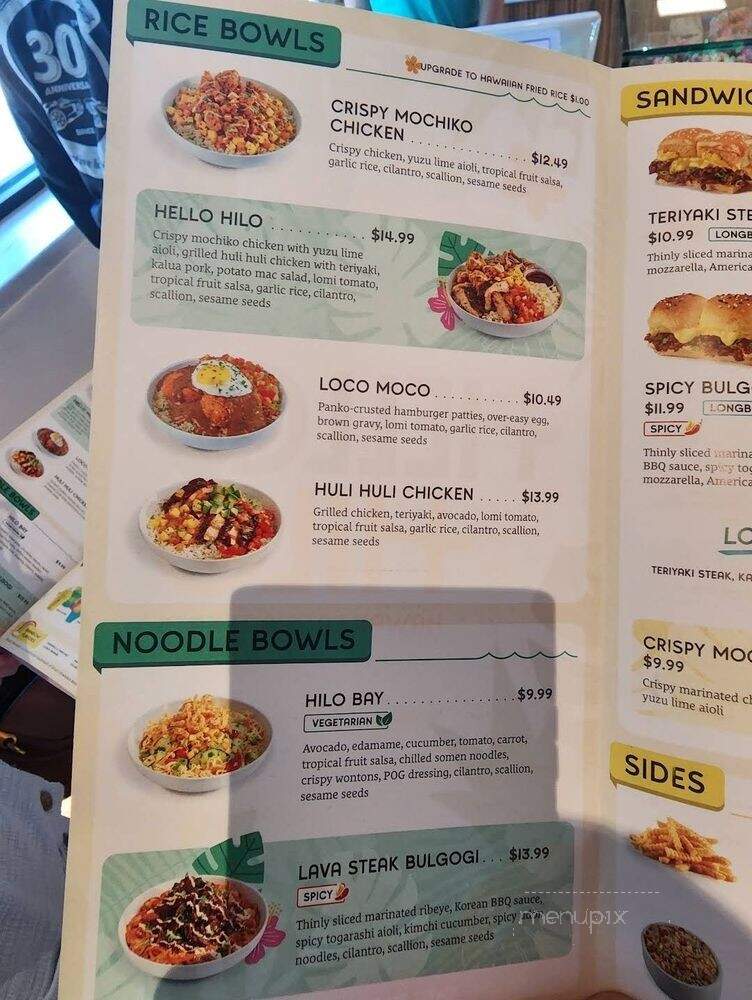 30
ANNIVERSA
SINCE
RICE BOWLS
UPGRADE TO HAWAIIAN FRIED RICE $1.00
CRISPY MOCHIKO
CHICKEN . . . . . . . . . . . . . . . $12.49
Crispy chicken, yuzu lime aioli, tropical fruit salsa,
garlic rice, cilantro, scallion, sesame seeds
HELLO HILO . . . . . . . . . . . $14.99
Crispy mochiko chicken with yuzu lime
aioli, grilled huli huli chicken with teriyaki,
kalua pork, potato mac salad, lomi tomato,
tropical fruit salsa, garlic rice, cilantro,
scallion, sesame seeds
LOCO MOCO . . . . . . . . . . . $10.49
Panko-crusted hamburger patties, over-easy egg,
brown gravy, lomi tomato, garlic rice, cilantro,
scallion, sesame seeds
HULI HULI CHICKEN . . . . . $13.99
Grilled chicken, teriyaki, avocado, lomi tomato,
tropical fruit salsa, garlic rice, cilantro, scallion,
sesame seeds
NOODLE BOWLS
HILO BAY . . . . . . . . . . . . . . . . . $9.99
VEGETARIAN
Avocado, edamame, cucumber, tomato, carrot,
tropical fruit salsa, chilled somen noodles,
crispy wontons, POG dressing, cilantro, scallion,
sesame seeds
LAVA STEAK BULGOGI . . . $13.99
SPICY
Thinly sliced marinated ribeye, Korean BBQ sauce,
spicy togarashi aioli, kimchi cucumber, spicy
noodles, cilantro, scallion, sesame seeds
SANDWIC
TERIYAKI STE
$10.99 LONGB
Thinly sliced marina
mozzarella, America
SPICY BULG
$11.99 LONGB
SPICY
Thinly sliced marina
BBQ sauce, spicy tog
mozzarella, America
LO
TERIYAKI STEAK, KA
CRISPY MOC
$9.99
Crispy marinated ch
yuzu lime aioli
SIDES
menupix